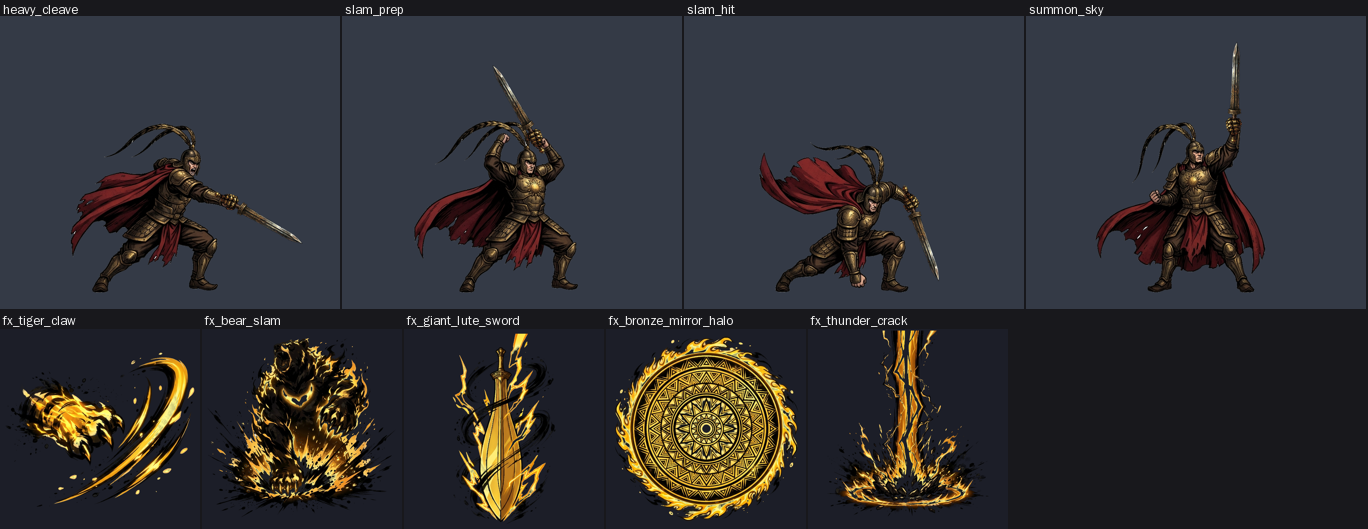 heavy_cleave
slam_prep
slam_hit
summon_sky
fx_tiger_claw
fx_bear_slam
fx_giant_lute_sword
fx_bronze_mirror_halo
fx_thunder_crack